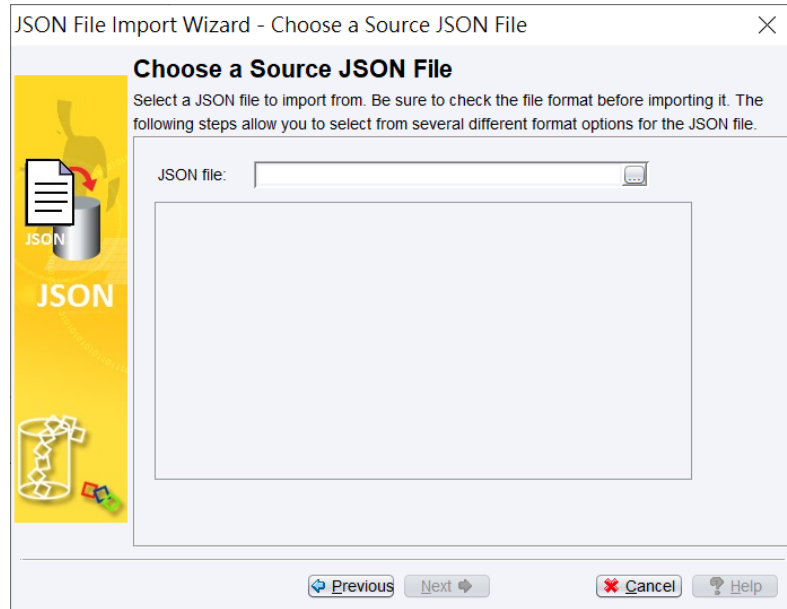 JSON File Import Wizard - Choose a Source JSON File
Choose a Source JSON File
Select a JSON file to import from. Be sure to check the file format before importing it. The
following steps allow you to select from several different format options for the JSON file.
JSON file:
...
JSON
JSON
Previous
Next
Cancel
Help